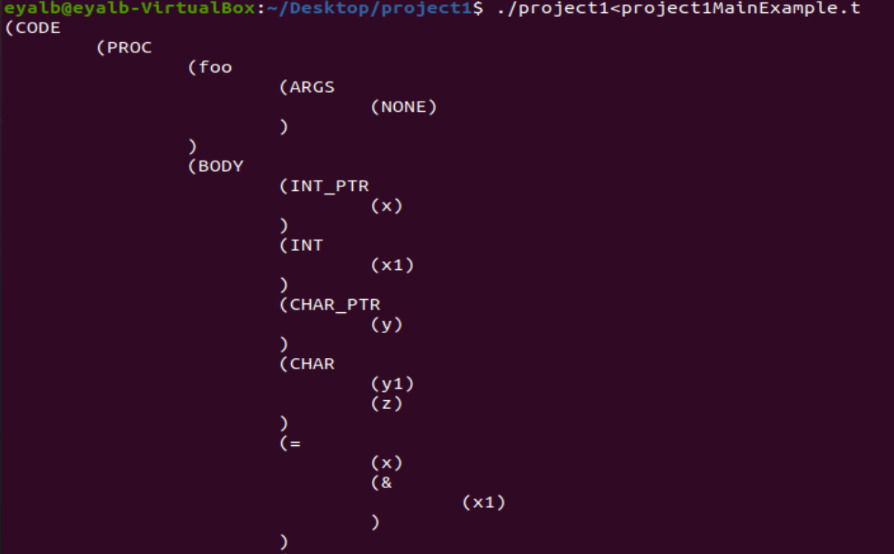 eyalb@eyalb-VirtualBox:~/Desktop/project1$ ./project1<project1MainExample.t
(CODE
(PROC
(foo
(ARGS
(NONE)
)
)
(BODY
(INT_PTR
(x)
)
(INT
(x1)
)
(CHAR_PTR
(y)
)
(CHAR
(y1)
(z)
)
(=
(x)
(&
(x1)
)
)